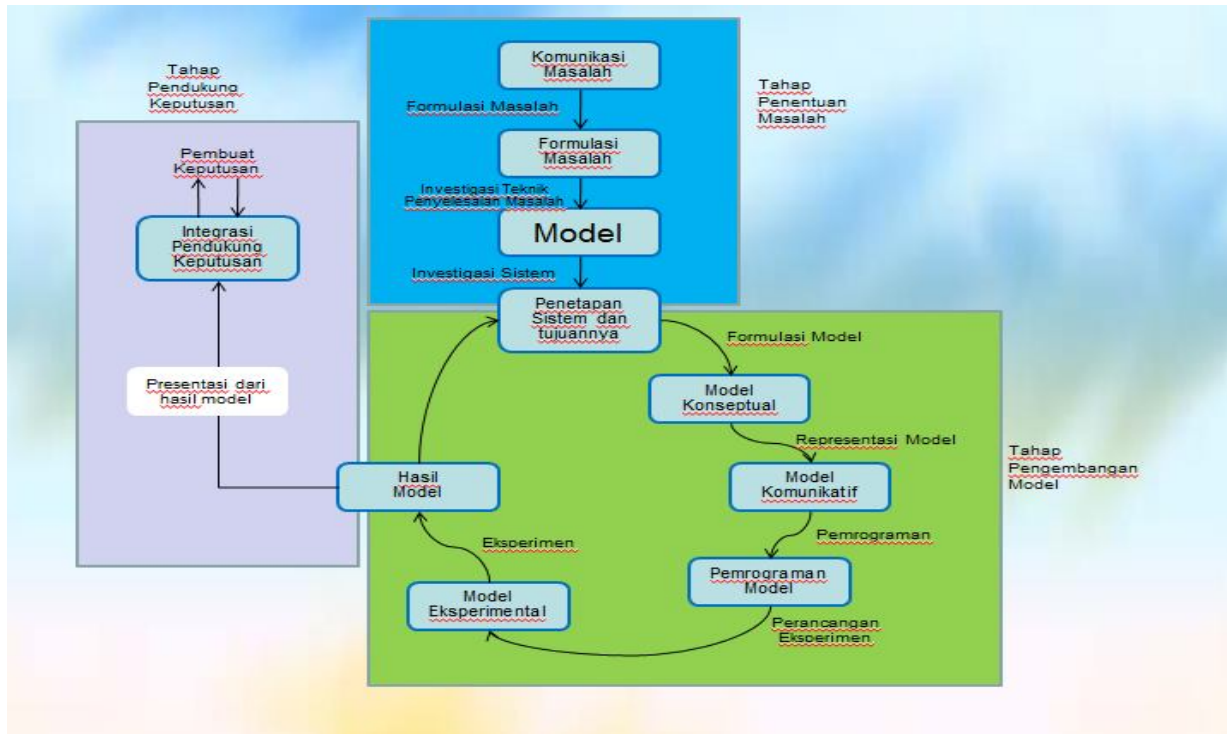 Tahap
Pendukung
Keputusan
Pembuat
Keputusan
Integrasi
Pendukung
Keputusan
Presentasi dari
hasil model
Komunikasi
Masalah
Formulasi Masalah
Formulasi
Masalah
Investigasi Teknik
Penyelesaian Masalah
Model
Investigasi Sistem
Penetapan
Sistem dan
tujuannya
Tahap
Penentuan
Masalah
Formulasi Model
Model
Konseptual
Representasi Model
Model
Komunikatif
Pemrograman
Pemrograman
Model
Perancangan
Eksperimen
Model
Eksperimental
Eksperimen
Hasil
Model
Tahap
Pengembangan
Model